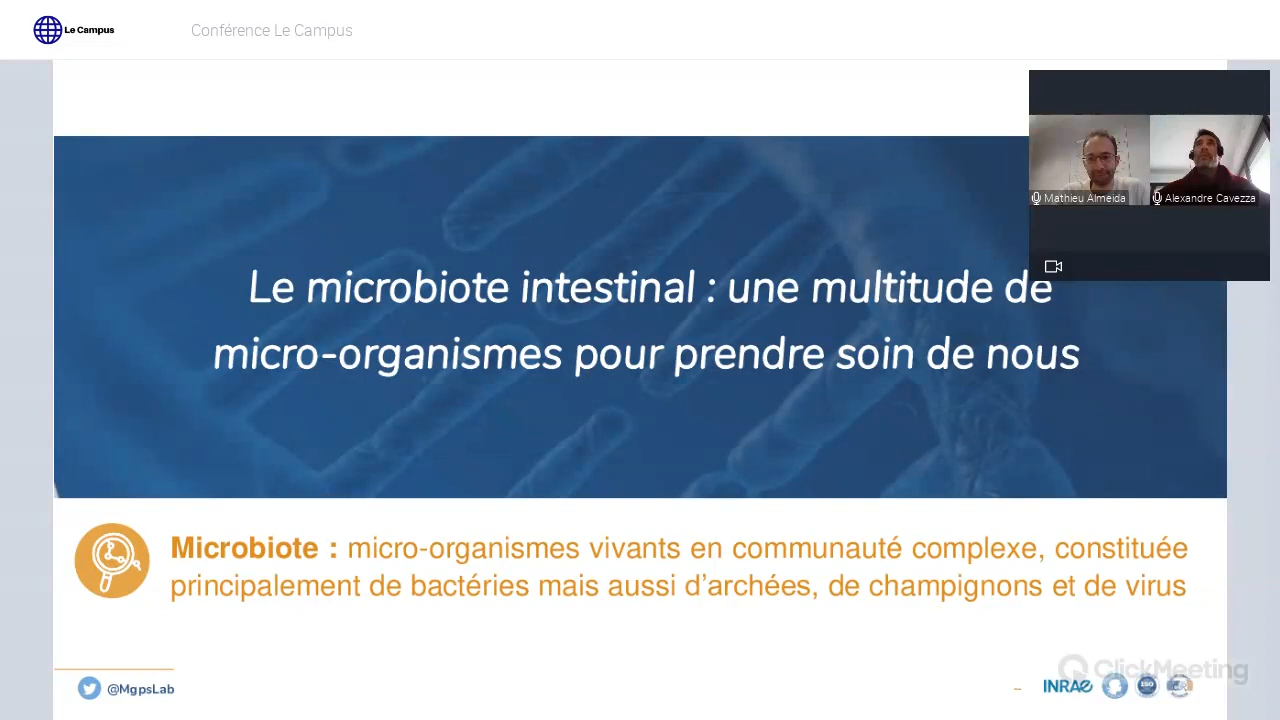 Le Campus
Conférence Le Campus
Mathieu Almeida
Alexandre Cavezza
Le microbiote intestinal : une multitude de
micro-organismes pour prendre soin de nous
Microbiote : micro-organismes vivants en communauté complexe, constituée
principalement de bactéries mais aussi d’archées, de champignons et de virus
@MgpsLab
ClickMeeting
INRAE
ISO